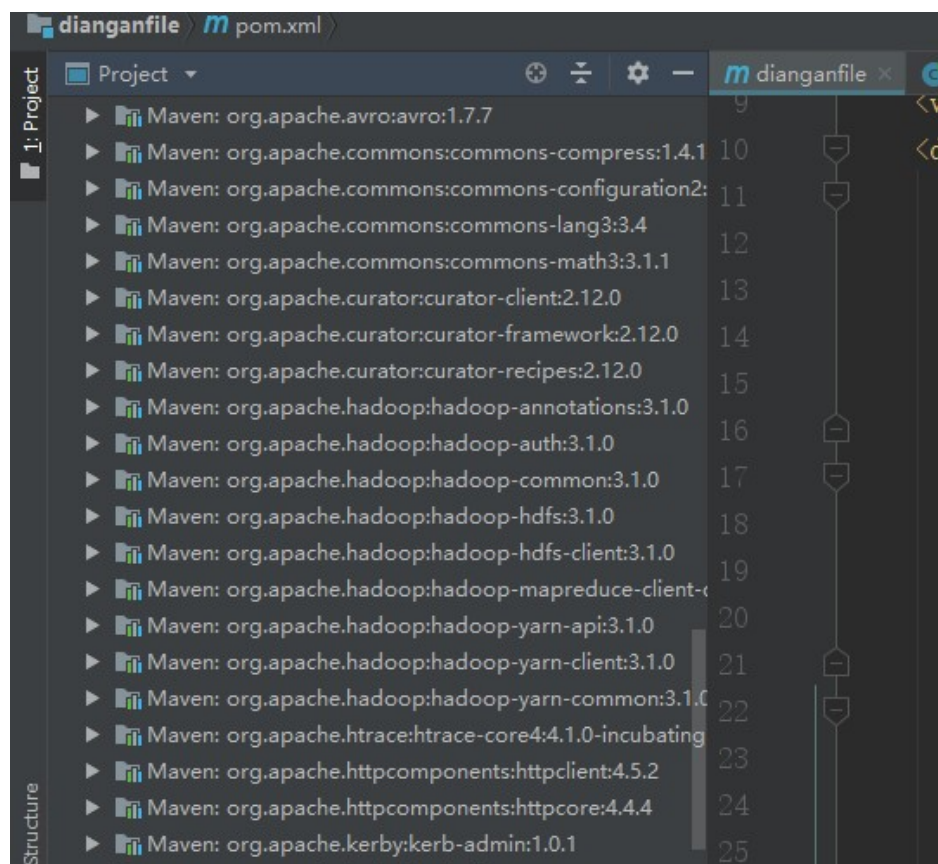 dianganfile m pom.xml
1: Project
Project
m dianganfile
Maven: org.apache.avro:avro:1.7.7
Maven: org.apache.commons:commons-compress:1.4.1
Maven: org.apache.commons:commons-configuration2:
Maven: org.apache.commons:commons-lang3:3.4
Maven: org.apache.commons:commons-math3:3.1.1
Maven: org.apache.curator:curator-client:2.12.0
Maven: org.apache.curator:curator-framework:2.12.0
Maven: org.apache.curator:curator-recipes:2.12.0
Maven: org.apache.hadoop:hadoop-annotations:3.1.0
Maven: org.apache.hadoop:hadoop-auth:3.1.0
Maven: org.apache.hadoop:hadoop-common:3.1.0
Maven: org.apache.hadoop:hadoop-hdfs:3.1.0
Maven: org.apache.hadoop:hadoop-hdfs-client:3.1.0
Maven: org.apache.hadoop:hadoop-mapreduce-client-
Maven: org.apache.hadoop:hadoop-yarn-api:3.1.0
Maven: org.apache.hadoop:hadoop-yarn-client:3.1.0
Maven: org.apache.hadoop:hadoop-yarn-common:3.1.0
Maven: org.apache.htrace:htrace-core4:4.1.0-incubating
Maven: org.apache.httpcomponents:httpclient:4.5.2
Maven: org.apache.httpcomponents:httpcore:4.4.4
Maven: org.apache.kerby:kerb-admin:1.0.1
Structure
9
10
11
12
13
14
15
16
17
18
19
20
21
22
23
24
25